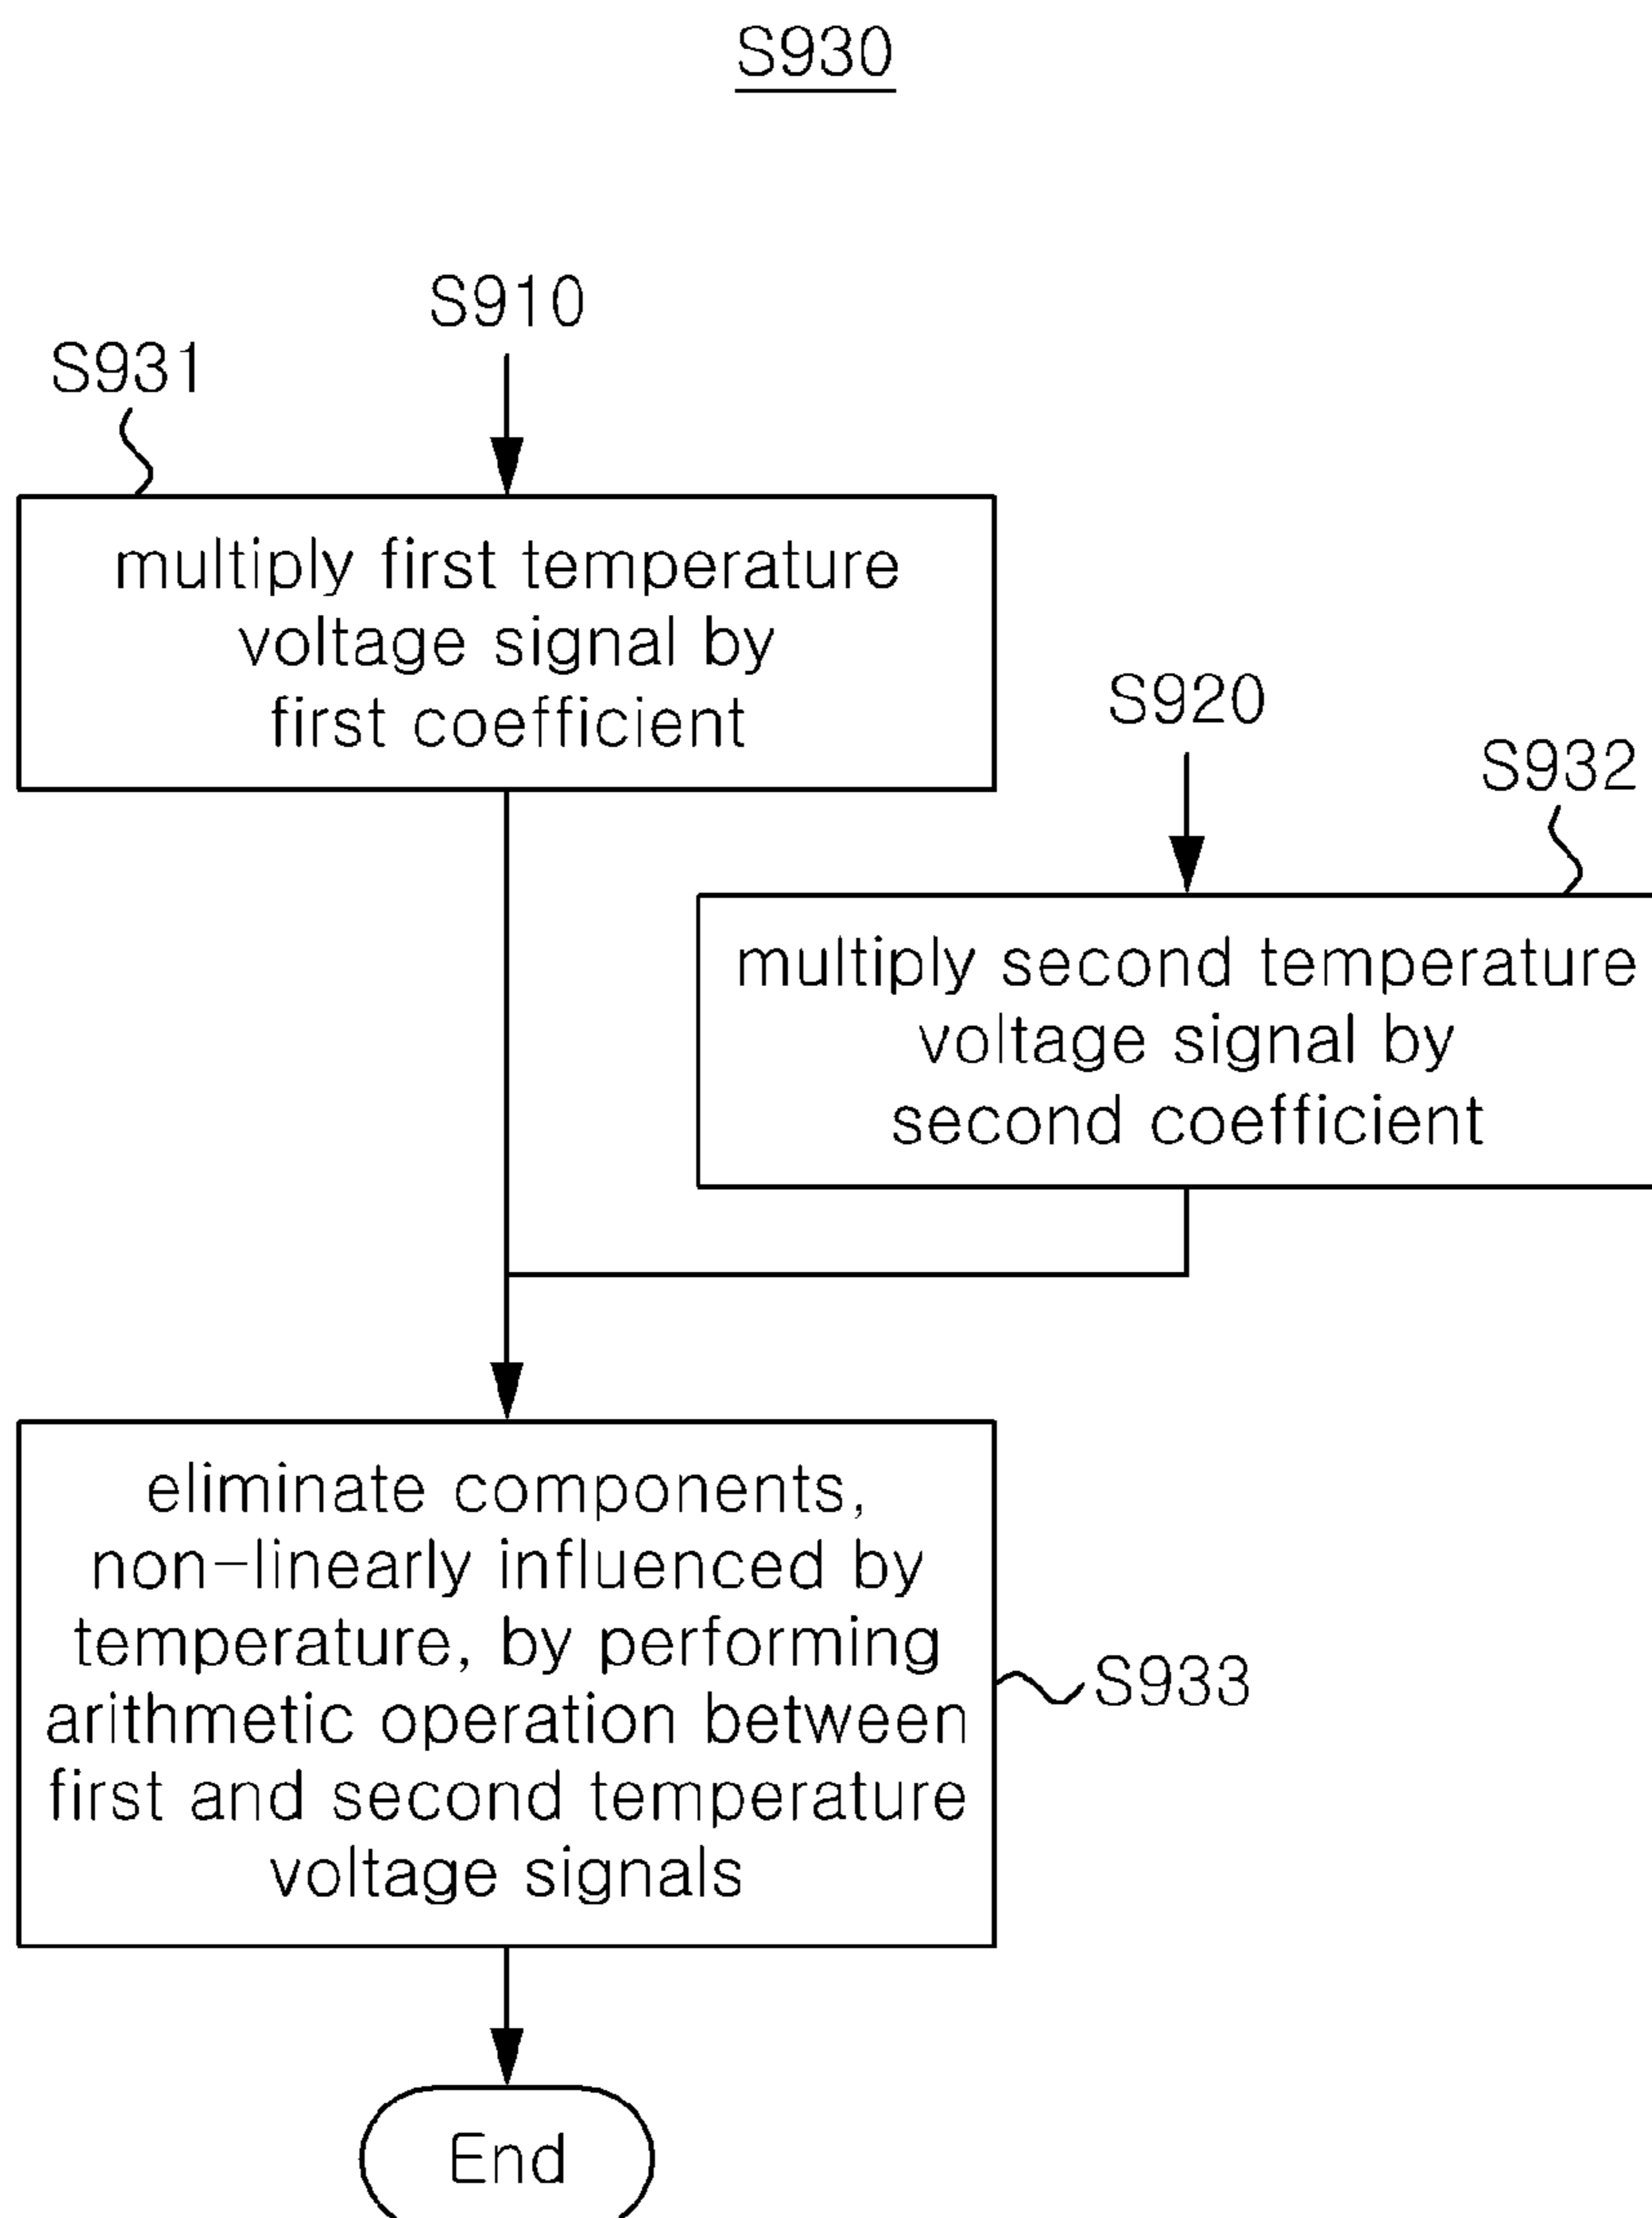 S930
S910
S931
multiply first temperature
voltage signal by
first coefficient
S920
S932
multiply second temperature
voltage signal by
second coefficient
eliminate components,
non-linearly influenced by
temperature, by performing
arithmetic operation between
first and second temperature
voltage signals
S933
End